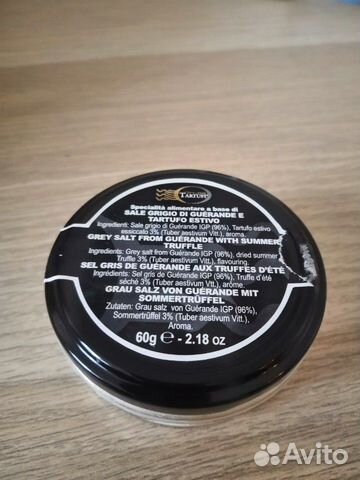 TARTUFI
Specialità alimentare a base di
SALE GRIGIO DI GUÉRANDE E
TARTUFO ESTIVO
Ingredienti: Sale grigio di Guérande IGP (96%), Tartufo estivo
essiccato 3% (Tuber aestivum Vitt.), aroma.
GREY SALT FROM GUÉRANDE WITH SUMMER
TRUFFLE
Ingredients: Grey salt from Guérande IGP (96%), dried summer
Truffle 3% (Tuber aestivum Vitt.), flavouring.
SEL GRIS DE GUÉRANDE AUX TRUFFES D'ÉTÉ
Ingrédients: Sel gris de Guérande IGP (96%), Truffe d'été
séché 3% (Tuber aestivum Vitt.), arôme.
GRAU SALZ VON GUÉRANDE MIT
SOMMERTRÜFFEL
Zutaten: Grau salz von Guérande IGP (96%),
Sommertrüffel 3% (Tuber aestivum Vitt.),
Aroma.
60g e - 2.18 oz
Avito